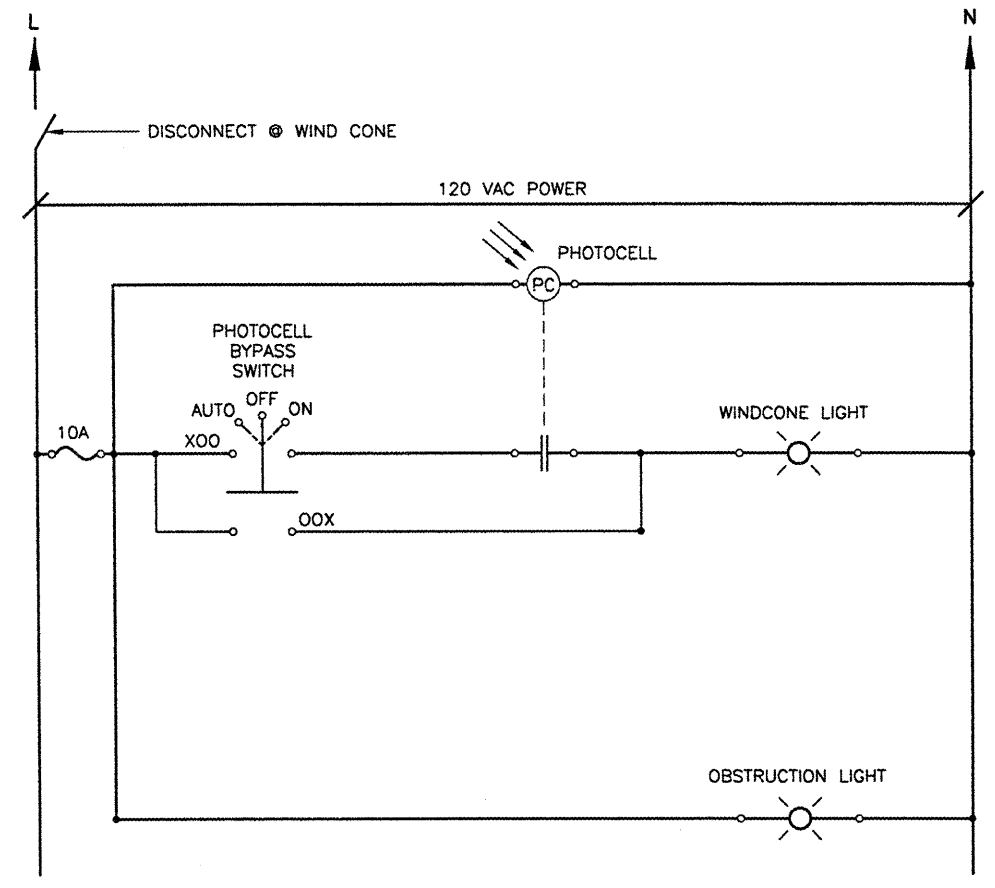 L
N
DISCONNECT @ WIND CONE
120 VAC POWER
PHOTOCELL
PC
PHOTOCELL
BYPASS
SWITCH
AUTO
OFF
ON
10A
XOO
WINDCONE LIGHT
OOX
OBSTRUCTION LIGHT